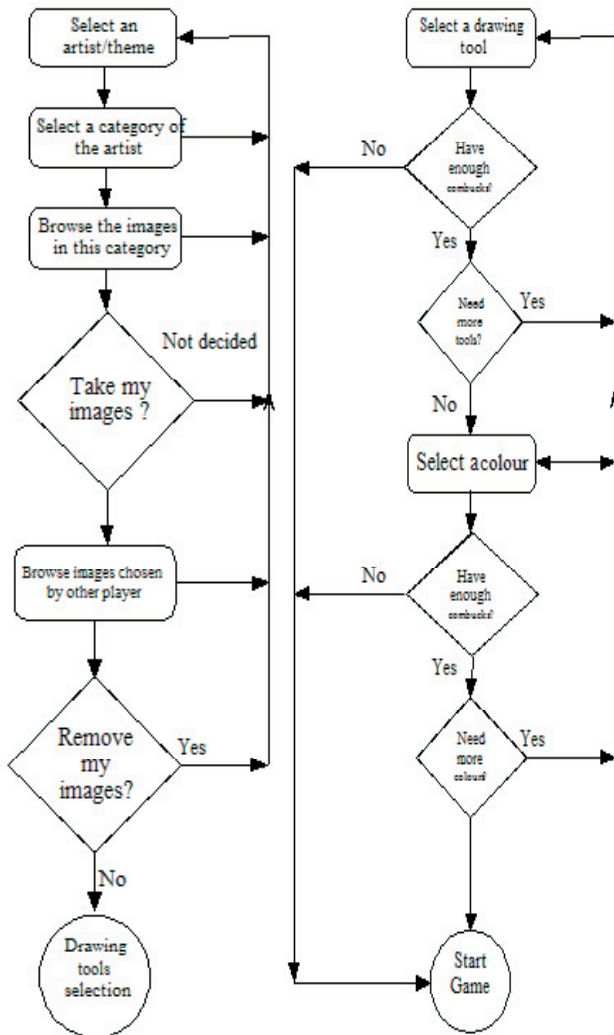 Select an
artist/theme
Select a category of
the artist
Browse the images
in this category
Not decided
Take my
images ?
Browse images chosen
by other player
Remove
my
images?
Yes
No
Drawing
tools
selection
Select a drawing
tool
No
Have
enough
combucks?
Yes
Need
more
tools?
Yes
No
Select acolour
No
Have
enough
combucks?
Yes
Need
more
colours?
Yes
Start
Game